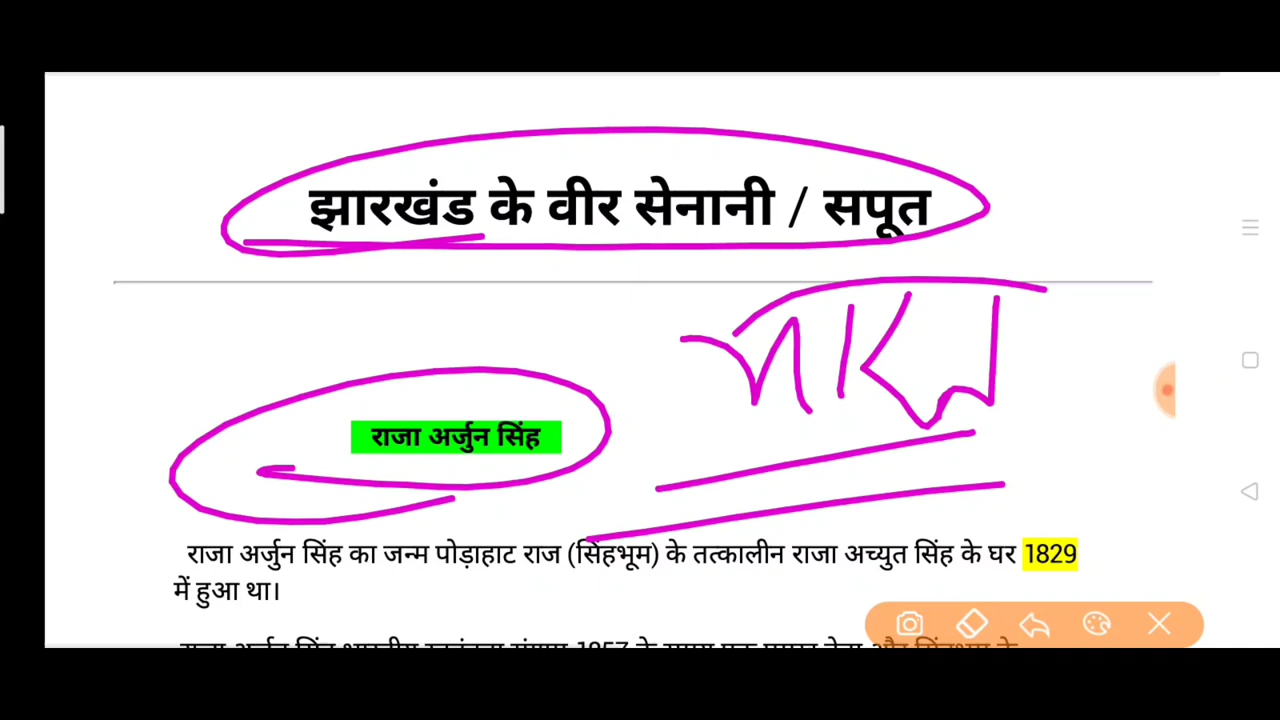 झारखंड के वीर सेनानी / सपूत
राजा अर्जुन सिंह
राजा अर्जुन सिंह का जन्म पोड़ाहाट राज (सिंहभूम) के तत्कालीन राजा अच्युत सिंह के घर 1829
में हुआ था।